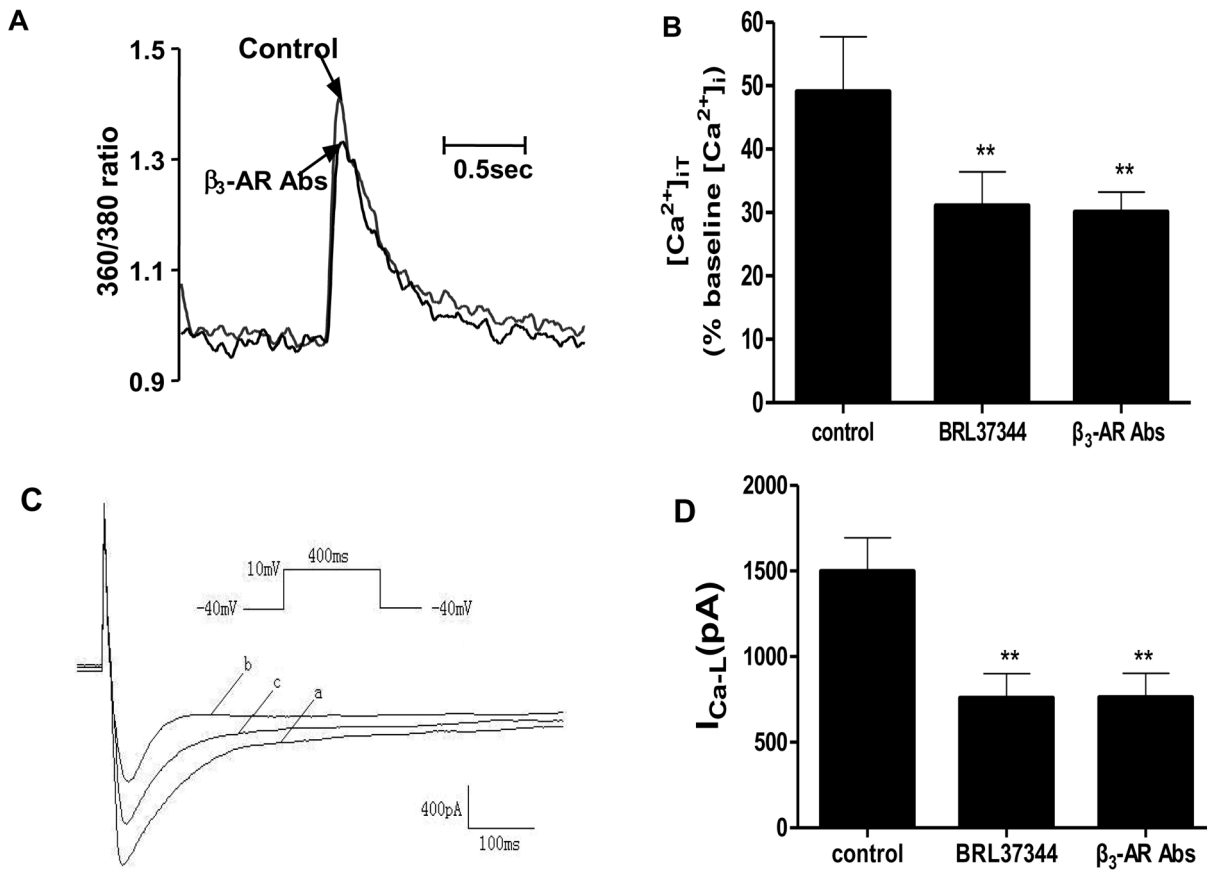 A
1.5
1.3
1.1
0.9
360/380 ratio
Control
β3-AR Abs
0.5sec
B
60
50
40
30
20
10
0
[Ca2+]iT
(% baseline [Ca2+]i)
**
**
control
BRL37344
β3-AR Abs
C
10mV
400ms
-40mV
-40mV
b
c
a
400pA
100ms
D
2000
1500
1000
500
0
ICa-L(pA)
**
**
control
BRL37344
β3-AR Abs